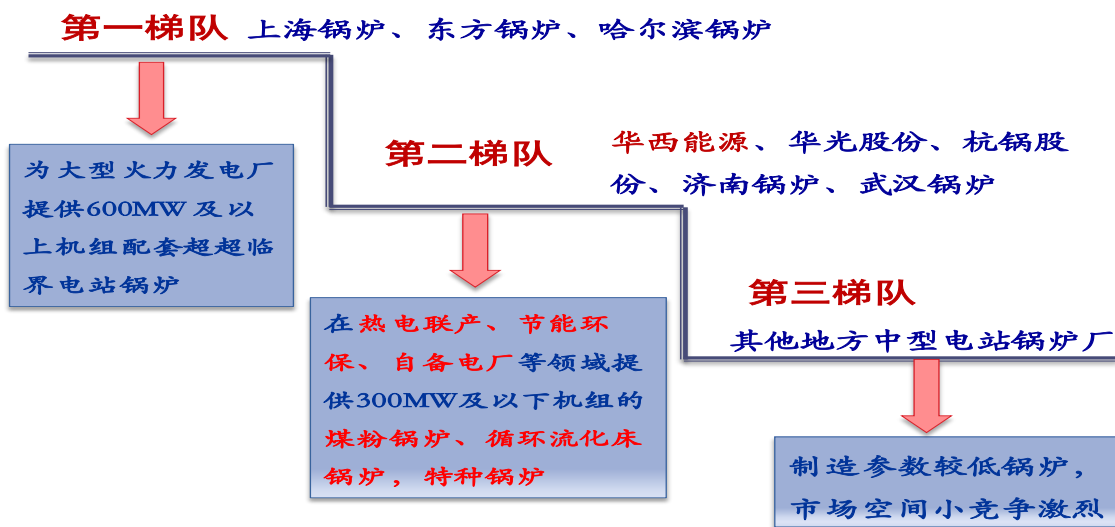 第一梯队 上海锅炉、东方锅炉、哈尔滨锅炉
为大型火力发电厂
提供600MW及以
上机组配套超超临
界电站锅炉
第二梯队
华西能源、华光股份、杭锅股
份、济南锅炉、武汉锅炉
在热电联产、节能环
保、自备电厂等领域提
供300MW及以下机组的
煤粉锅炉、循环流化床
锅炉，特种锅炉
第三梯队
其他地方中型电站锅炉厂
制造参数较低锅炉，
市场空间小竞争激烈